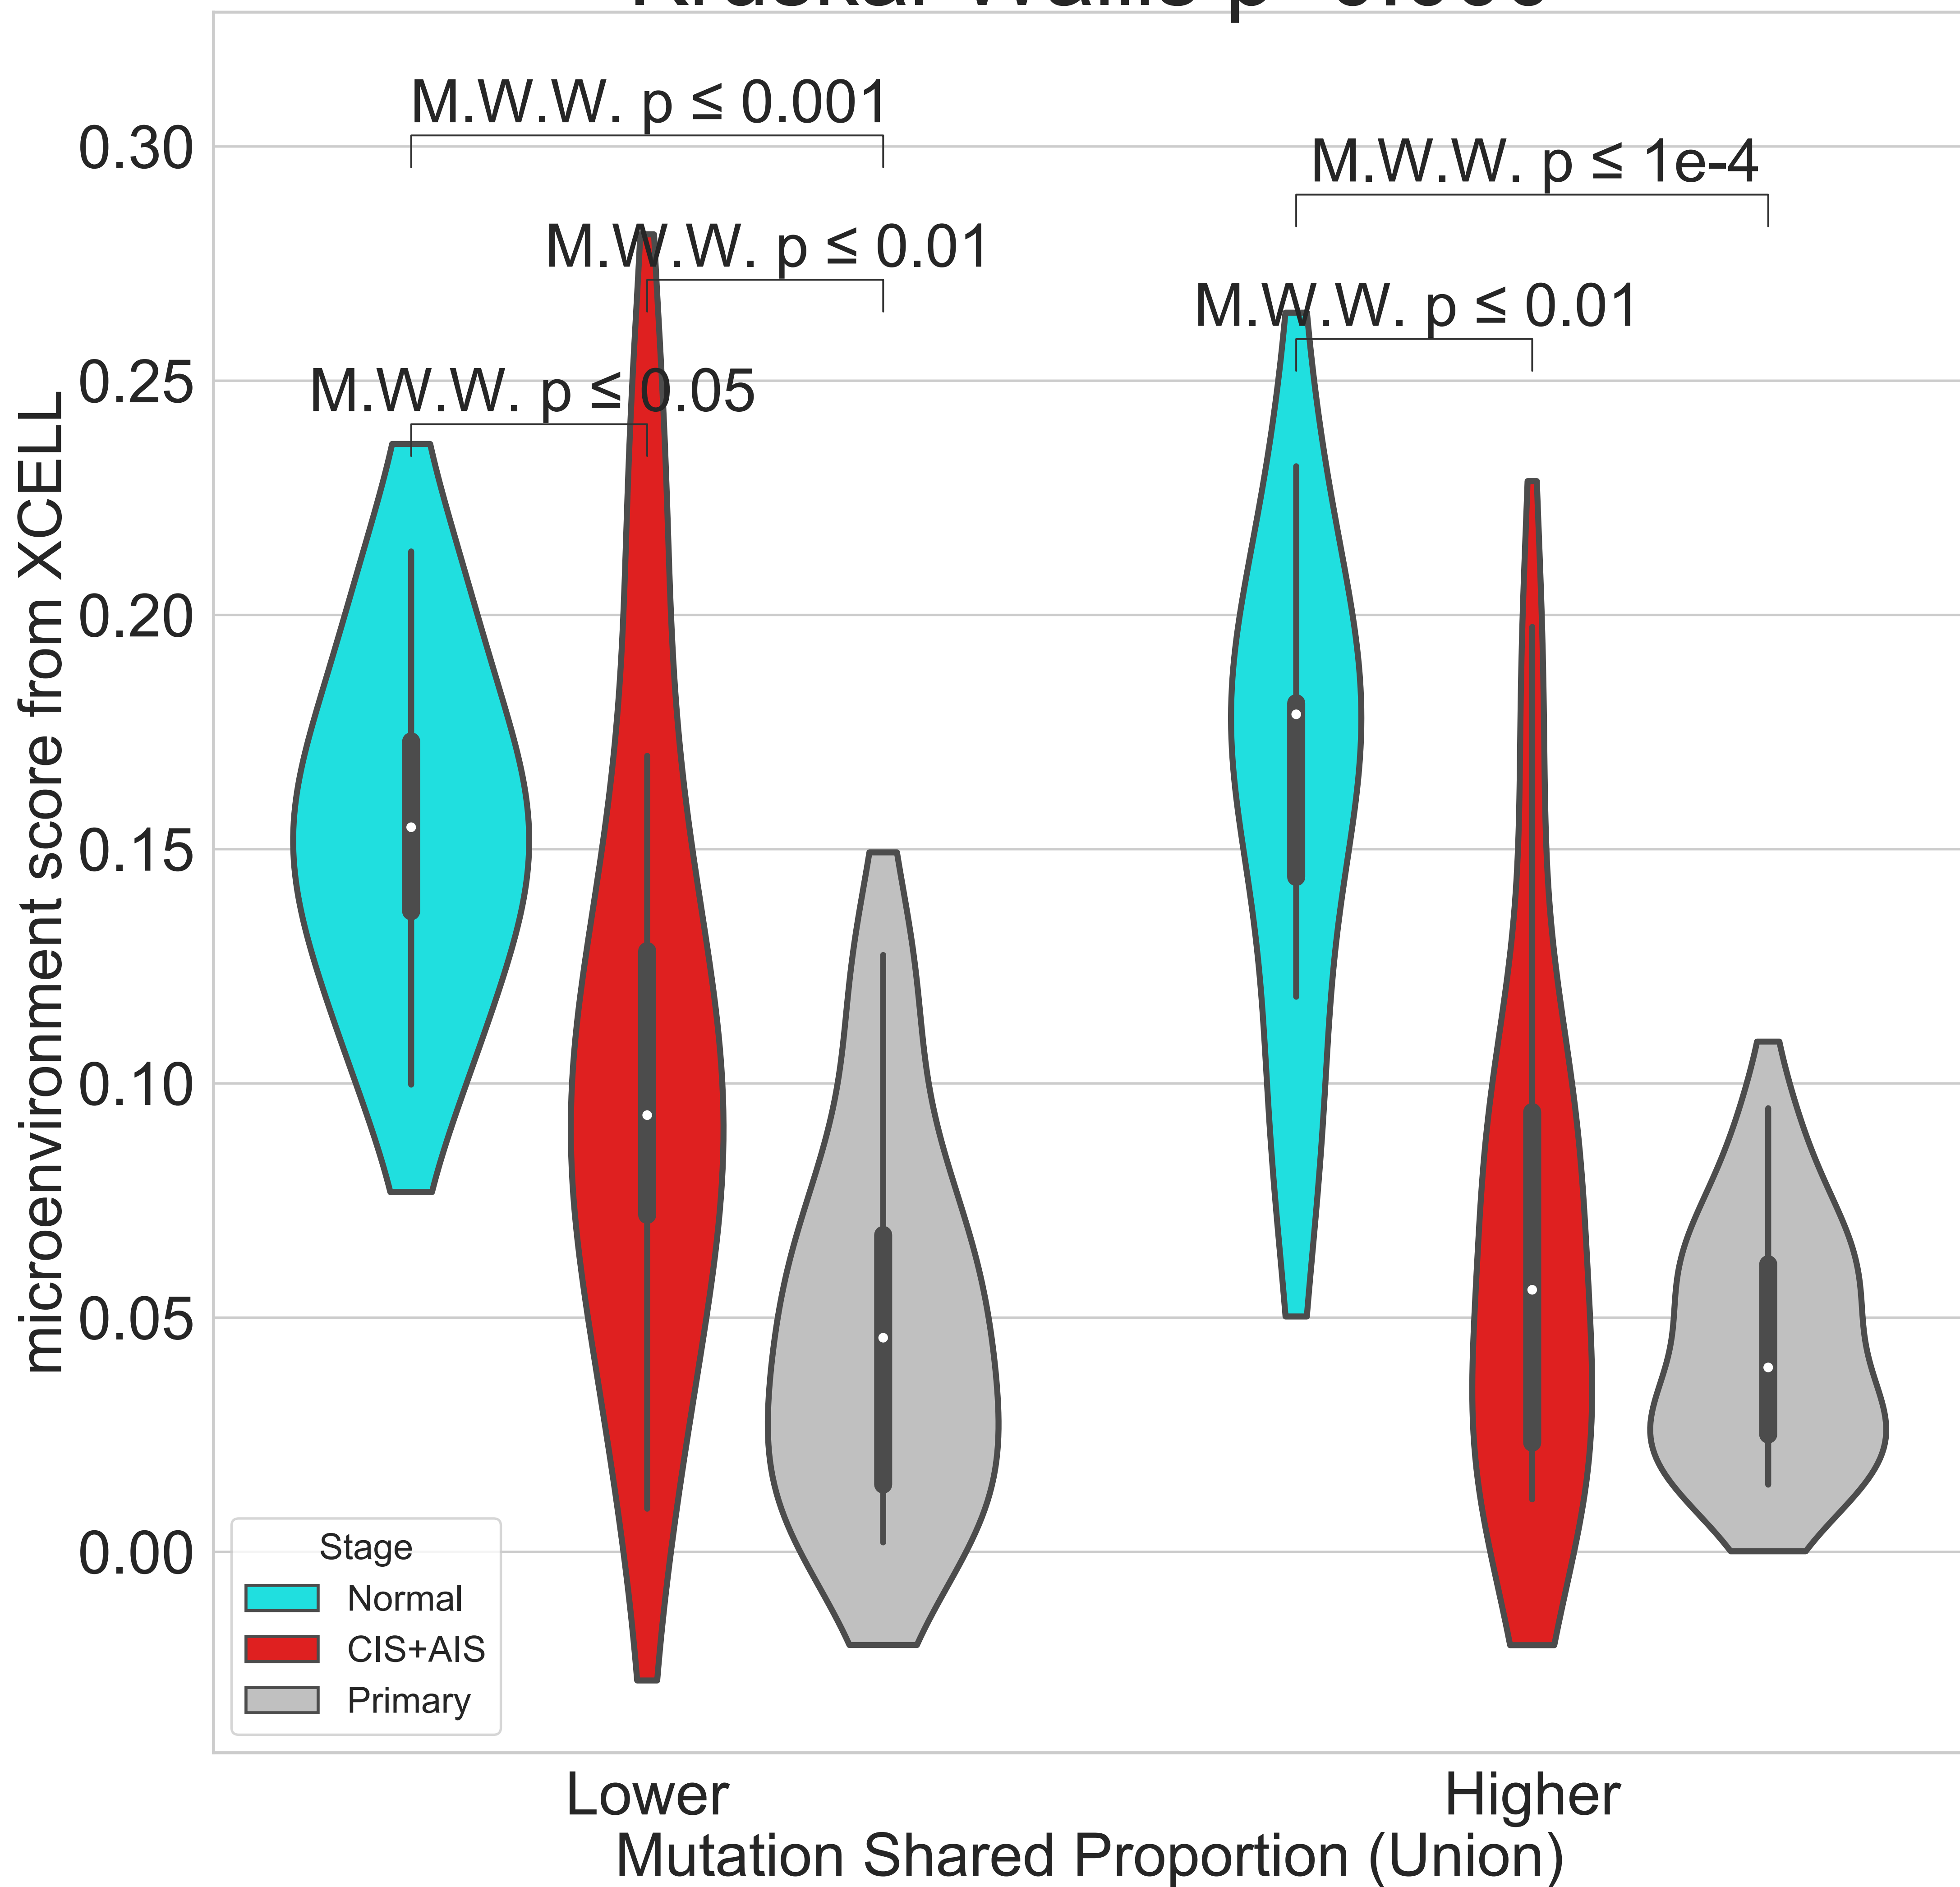 M.W.W. p ≤ 0.001
0.30
M.W.W. p ≤ 1e-4
M.W.W. p ≤ 0.01
M.W.W. p ≤ 0.01
0.25
M.W.W. p ≤ 0.05
0.20
0.15
0.10
0.05
0.00
microenvironment score from XCELL
Stage
Normal
CIS+AIS
Primary
Lower
Higher
Mutation Shared Proportion (Union)